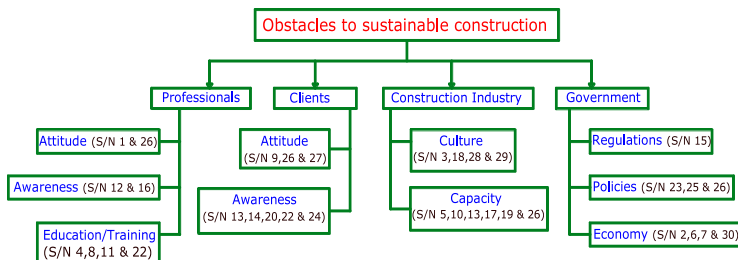 Obstacles to sustainable construction
Professionals
Clients
Construction Industry
Government
Attitude (S/N 1 & 26)
Awareness (S/N 12 & 16)
Education/Training
(S/N 4,8,11 & 22)
Attitude
(S/N 9,26 & 27)
Awareness
(S/N 13,14,20,22 & 24)
Culture
(S/N 3,18,28 & 29)
Capacity
(S/N 5,10,13,17,19 & 26)
Regulations (S/N 15)
Policies (S/N 23,25 & 26)
Economy (S/N 2,6,7 & 30)